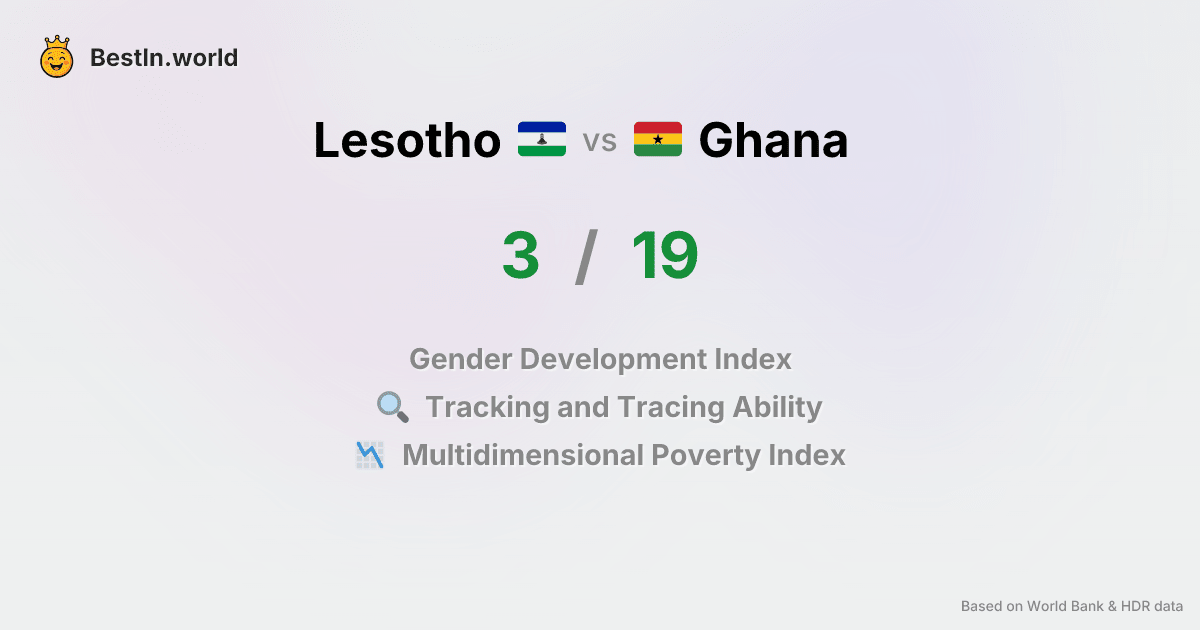 BestIn.world
Lesotho vs Ghana
3 / 19
Gender Development Index
Tracking and Tracing Ability
Multidimensional Poverty Index
Based on World Bank & HDR data